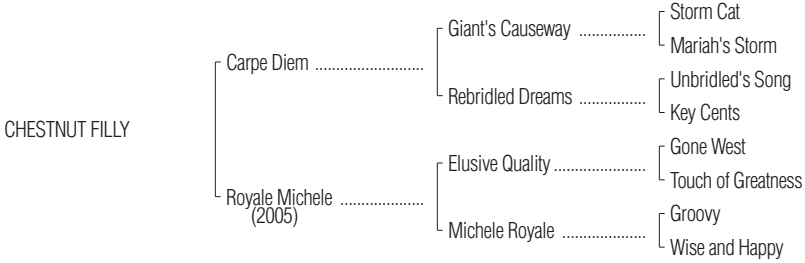 Storm Cat
Giant's Causeway ................
Mariah's Storm
Carpe Diem ..........................
Unbridled's Song
Rebridled Dreams ................
Key Cents
CHESTNUT FILLY
Gone West
Elusive Quality ......................
Touch of Greatness
Royale Michele ....................
(2005)
Groovy
Michele Royale ....................
Wise and Happy